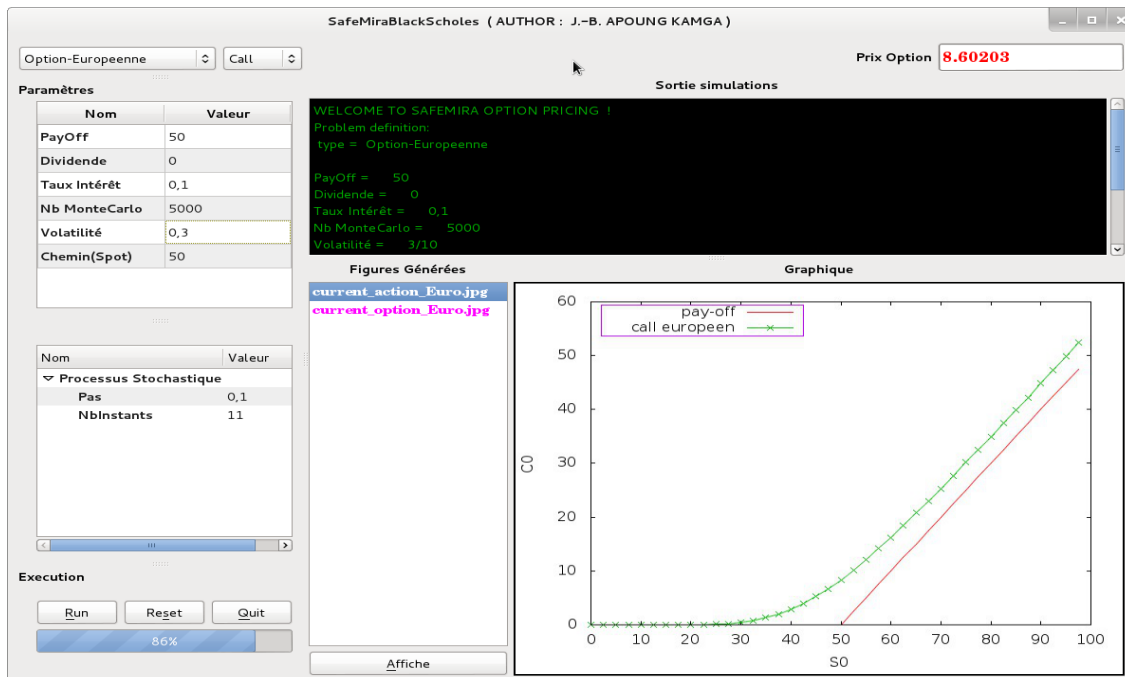 SafeMiraBlackScholes ( AUTHOR : J.-B. APOUNG KAMGA )
Option-Europeenne
Call
Prix Option
8.60203
Paramètres
Nom Valeur
PayOff 50
Dividende 0
Taux Intérêt 0,1
Nb MonteCarlo 5000
Volatilité 0,3
Chemin(Spot) 50
Nom Valeur
Processus Stochastique
Pas 0,1
NbInstants 11
Execution
Run Reset Quit
86%
Sortie simulations
WELCOME TO SAFEMIRA OPTION PRICING !
Problem definition:
type = Option-Europeenne
PayOff = 50
Dividende = 0
Taux Intérêt = 0,1
Nb MonteCarlo = 5000
Volatilité = 3/10
Figures Générées
current_action_Euro.jpg
current_option_Euro.jpg
Affiche
Graphique
pay-off
call europeen
60
50
40
30
20
10
0
C0
0 10 20 30 40 50 60 70 80 90 100
S0